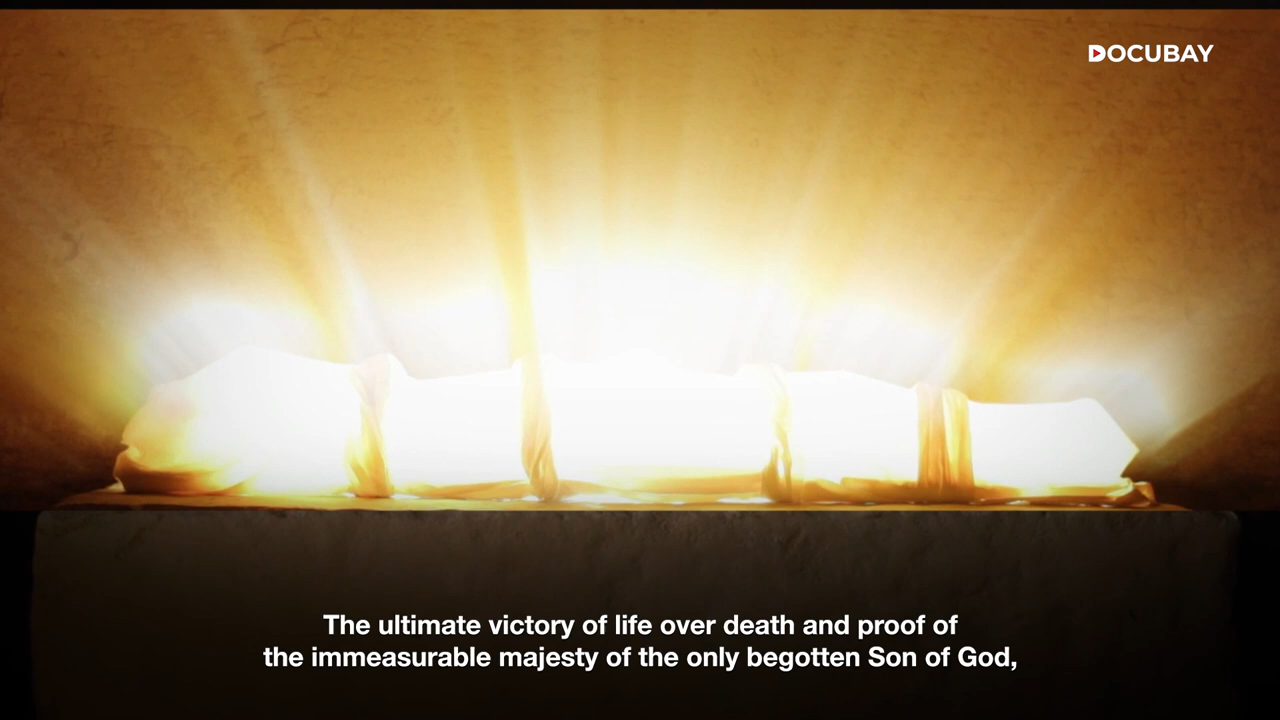 DOCUBAY
The ultimate victory of life over death and proof of
the immeasurable majesty of the only begotten Son of God,